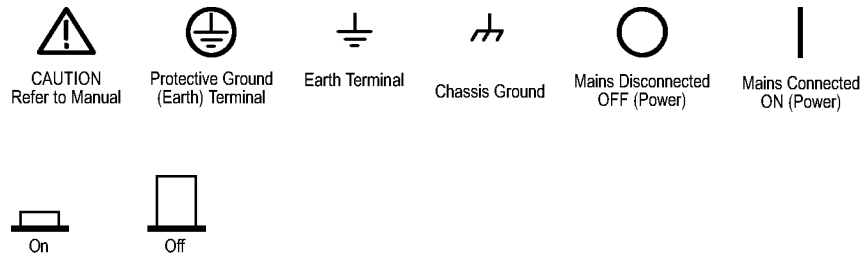 CAUTION
Refer to Manual
Protective Ground
(Earth) Terminal
Earth Terminal
Chassis Ground
Mains Disconnected
OFF (Power)
Mains Connected
ON (Power)
On
Off